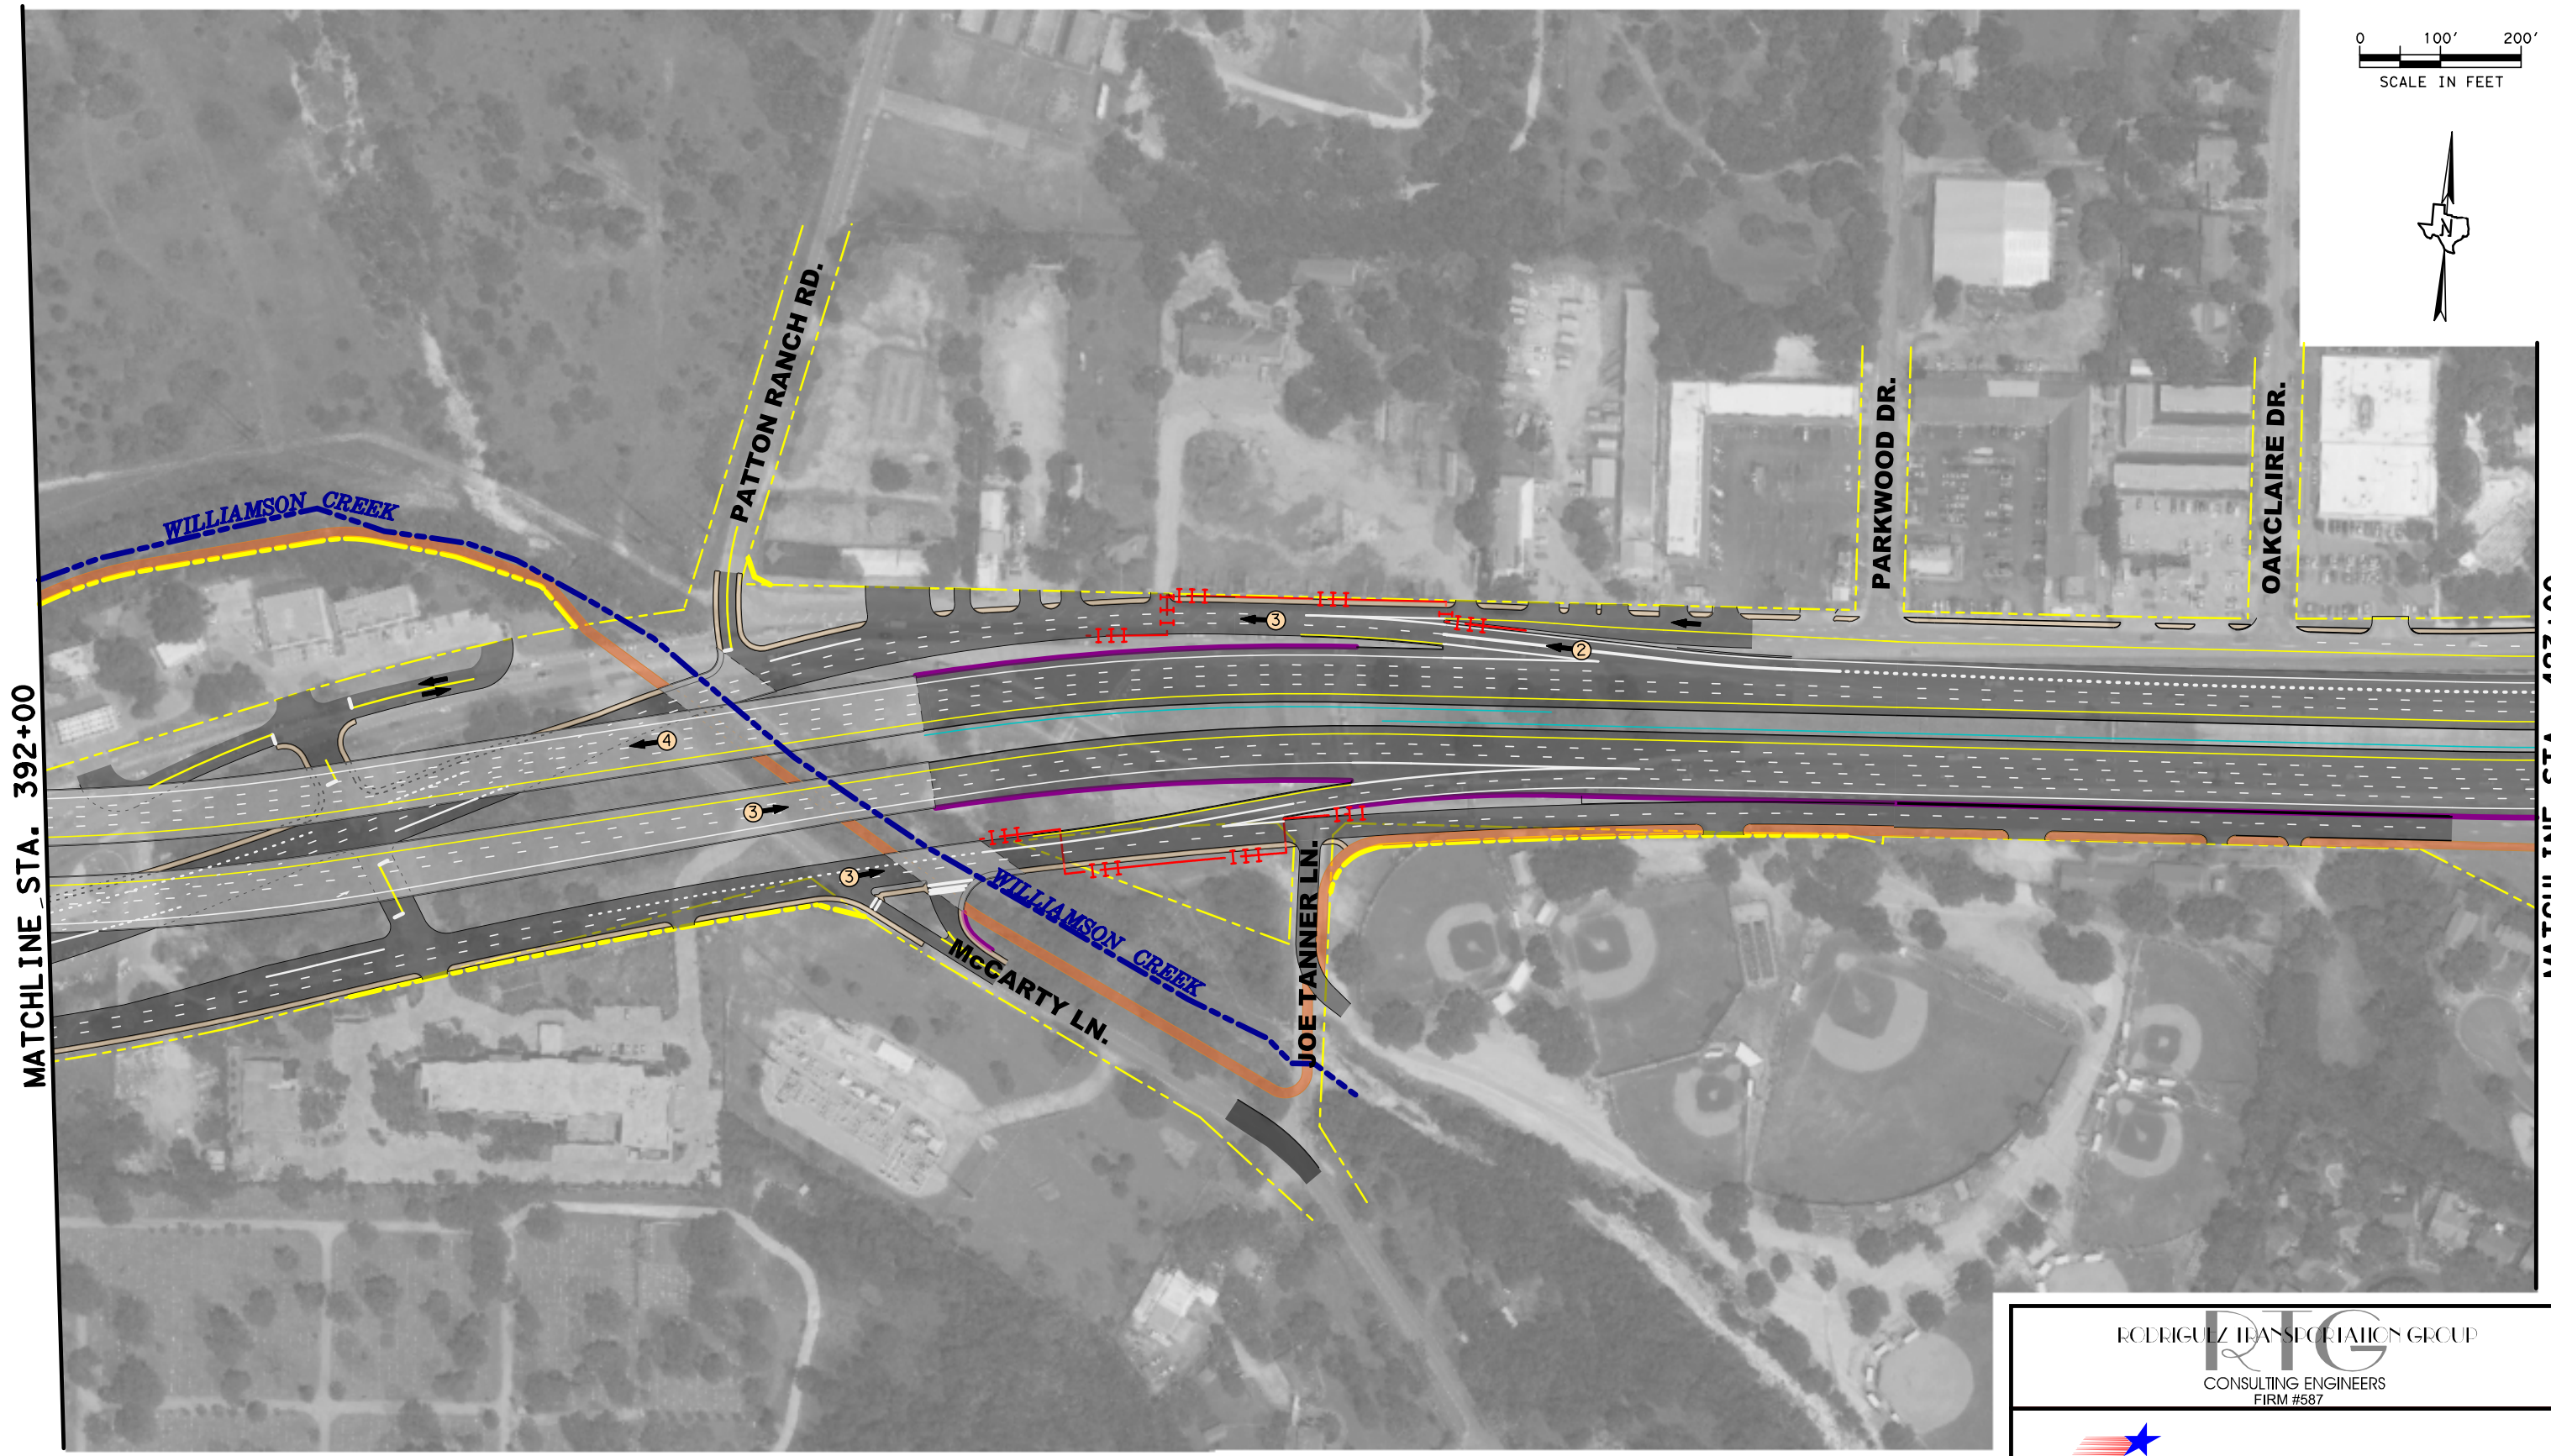 0 100' 200'
SCALE IN FEET
N
PATTON RANCH RD.
PARKWOOD DR.
OAKCLAIRE DR.
WILLIAMSON CREEK
3
2
4
3
3
MATCHLINE STA. 392+00
WILLIAMSON CREEK
McCARTY LN.
JOE TANNER LN.
RODRIGUEZ TRANSPORTATION GROUP
RTG
CONSULTING ENGINEERS
FIRM #587